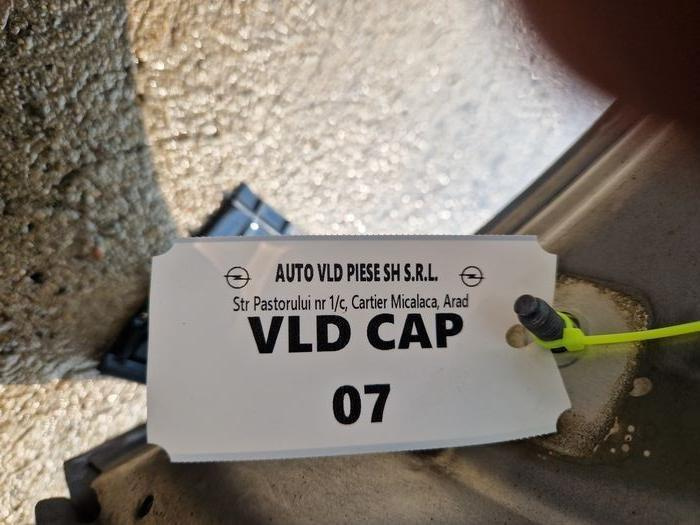 AUTO VLD PIESE SH S.R.L.
Str Pastorului nr 1/c, Cartier Micalaca, Arad
VLD CAP
07